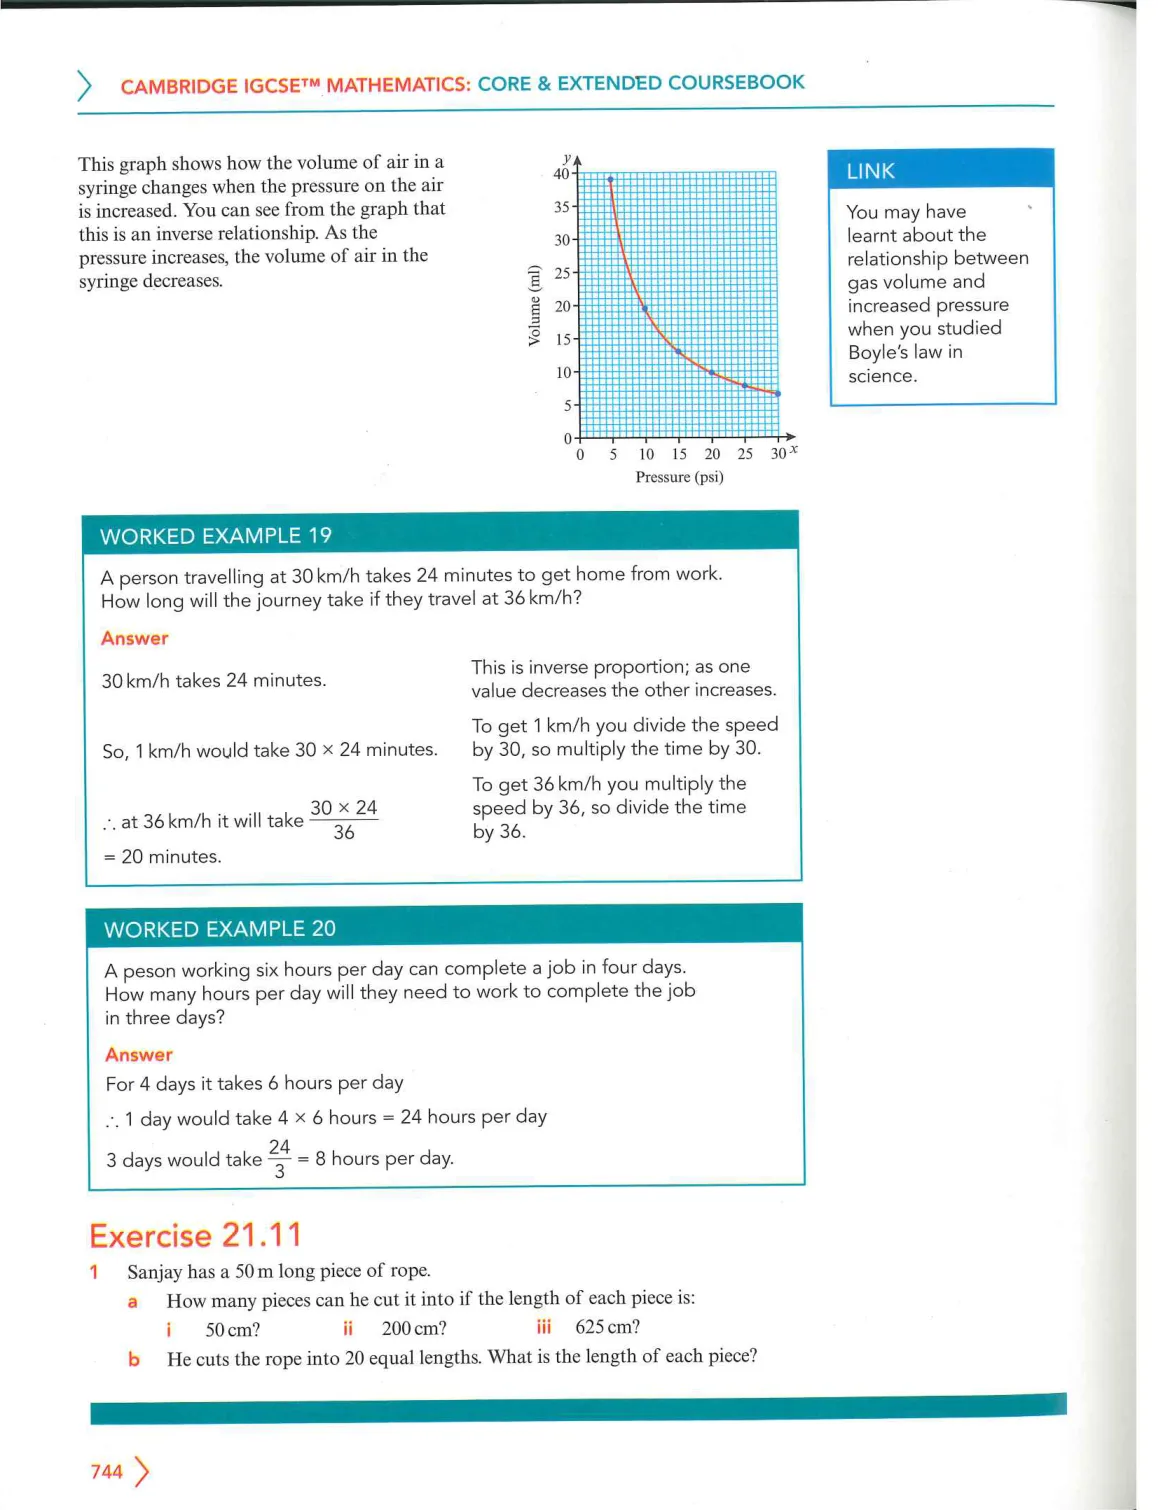 CAMBRIDGE IGCSE™ MATHEMATICS: CORE & EXTENDED COURSEBOOK
This graph shows how the volume of air in a
syringe changes when the pressure on the air
is increased. You can see from the graph that
this is an inverse relationship. As the
pressure increases, the volume of air in the
syringe decreases.
y
40
35
30
25
20
15
10
5
0
Volume (ml)
0 5 10 15 20 25 30 x
Pressure (psi)
LINK
You may have
learnt about the
relationship between
gas volume and
increased pressure
when you studied
Boyle's law in
science.
WORKED EXAMPLE 19
A person travelling at 30 km/h takes 24 minutes to get home from work.
How long will the journey take if they travel at 36 km/h?
Answer
30 km/h takes 24 minutes.
This is inverse proportion; as one
value decreases the other increases.
So, 1 km/h would take 30 × 24 minutes.
To get 1 km/h you divide the speed
by 30, so multiply the time by 30.
∴ at 36 km/h it will take 30 × 24 / 36
= 20 minutes.
To get 36 km/h you multiply the
speed by 36, so divide the time
by 36.
WORKED EXAMPLE 20
A peson working six hours per day can complete a job in four days.
How many hours per day will they need to work to complete the job
in three days?
Answer
For 4 days it takes 6 hours per day
∴ 1 day would take 4 × 6 hours = 24 hours per day
3 days would take 24/3 = 8 hours per day.
Exercise 21.11
1 Sanjay has a 50 m long piece of rope.
a How many pieces can he cut it into if the length of each piece is:
i 50 cm? ii 200 cm? iii 625 cm?
b He cuts the rope into 20 equal lengths. What is the length of each piece?
744